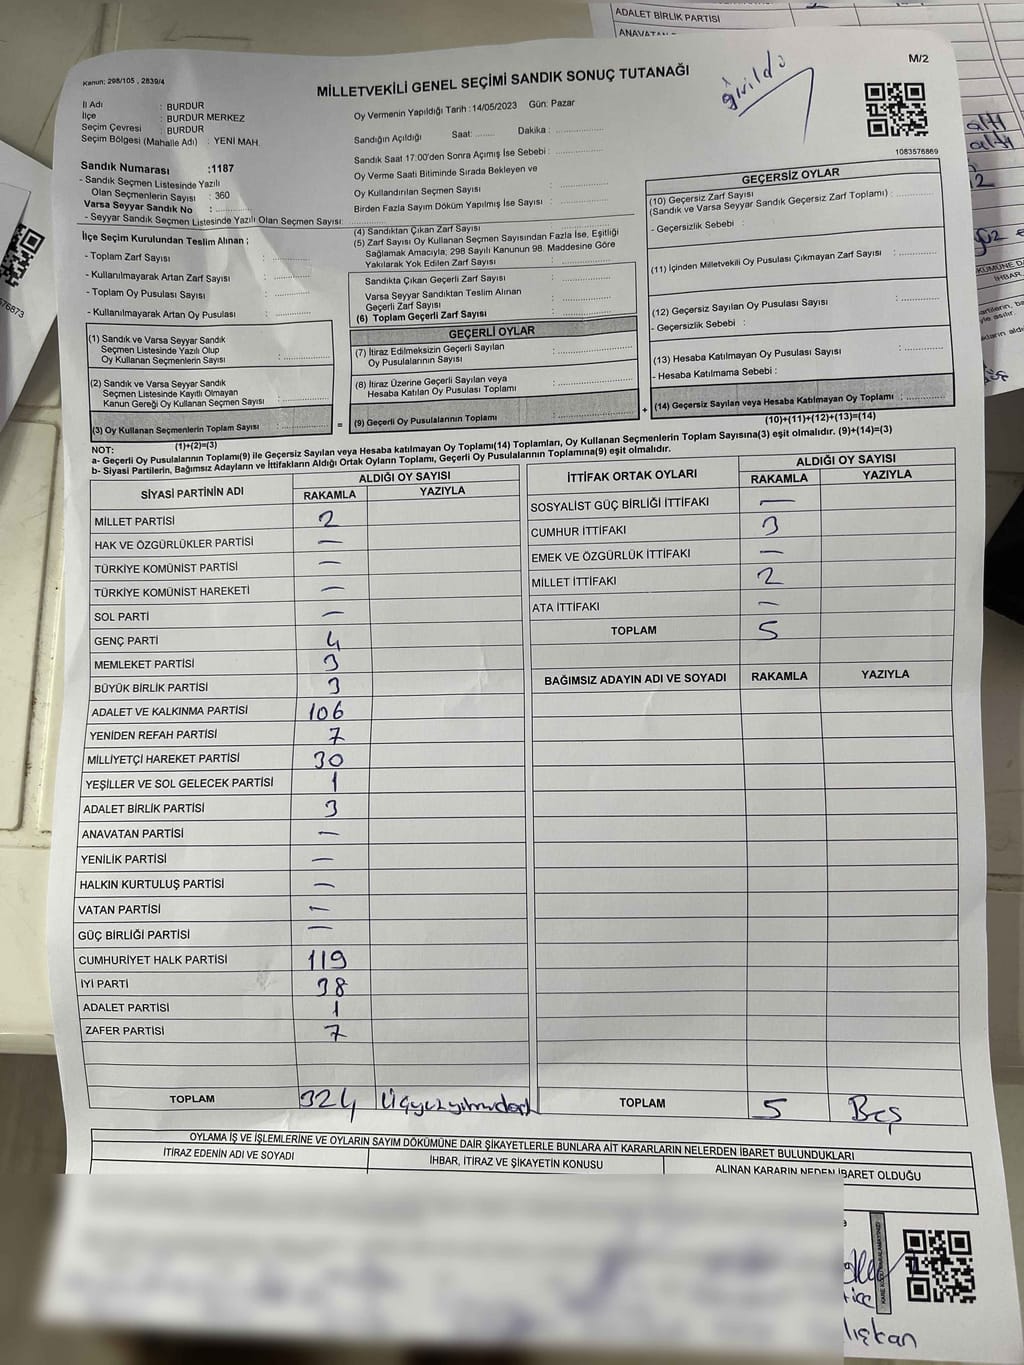 ADALET BİRLİK PARTİSİ
Kanun: 298/105 , 2839/4
MİLLETVEKİLİ GENEL SEÇİMİ SANDIK SONUÇ TUTANAĞI
girildi
M/2
İl Adı : BURDUR
İlçe : BURDUR MERKEZ
Seçim Çevresi : BURDUR
Seçim Bölgesi (Mahalle Adı) : YENİ MAH.
Oy Vermenin Yapıldığı Tarih :14/05/2023 Gün: Pazar
Sandığın Açıldığı Saat: ........ Dakika : ................
Sandık Saat 17:00'den Sonra Açımış İse Sebebi : ................
Oy Verme Saati Bitiminde Sırada Bekleyen ve
Oy Kullandırılan Seçmen Sayısı : ................
Birden Fazla Sayım Döküm Yapılmış İse Sayısı : ................
1083576869
Sandık Numarası :1187
- Sandık Seçmen Listesinde Yazılı
Olan Seçmenlerin Sayısı : 360
Varsa Seyyar Sandık No : ............
- Seyyar Sandık Seçmen Listesinde Yazılı Olan Seçmen Sayısı: ............
İlçe Seçim Kurulundan Teslim Alınan ;
- Toplam Zarf Sayısı : ............
- Kullanılmayarak Artan Zarf Sayısı : ............
- Toplam Oy Pusulası Sayısı : ............
- Kullanılmayarak Artan Oy Pusulası : ............
(1) Sandık ve Varsa Seyyar Sandık
Seçmen Listesinde Yazılı Olup
Oy Kullanan Seçmenlerin Sayısı : ................
(2) Sandık ve Varsa Seyyar Sandık
Seçmen Listesinde Kayıtlı Olmayan
Kanun Gereği Oy Kullanan Seçmen Sayısı : ............
(3) Oy Kullanan Seçmenlerin Toplam Sayısı : ............
(1)+(2)=(3)
(4) Sandıktan Çıkan Zarf Sayısı : ................
(5) Zarf Sayısı Oy Kullanan Seçmen Sayısından Fazla İse, Eşitliği
Sağlamak Amacıyla; 298 Sayılı Kanunun 98. Maddesine Göre
Yakılarak Yok Edilen Zarf Sayısı : ................
Sandıkta Çıkan Geçerli Zarf Sayısı : ................
Varsa Seyyar Sandıktan Teslim Alınan
Geçerli Zarf Sayısı : ................
(6) Toplam Geçerli Zarf Sayısı : ................
GEÇERLİ OYLAR
(7) İtiraz Edilmeksizin Geçerli Sayılan
Oy Pusulalarının Sayısı : ................
(8) İtiraz Üzerine Geçerli Sayılan veya
Hesaba Katılan Oy Pusulası Toplamı : ................
= (9) Geçerli Oy Pusulalarının Toplamı : ................ +
GEÇERSİZ OYLAR
(10) Geçersiz Zarf Sayısı
(Sandık ve Varsa Seyyar Sandık Geçersiz Zarf Toplamı) : ............
- Geçersizlik Sebebi :
(11) İçinden Milletvekili Oy Pusulası Çıkmayan Zarf Sayısı : ............
(12) Geçersiz Sayılan Oy Pusulası Sayısı : ............
- Geçersizlik Sebebi :
(13) Hesaba Katılmayan Oy Pusulası Sayısı : ............
- Hesaba Katılmama Sebebi :
(14) Geçersiz Sayılan veya Hesaba Katılmayan Oy Toplamı : ............
(10)+(11)+(12)+(13)=(14)
NOT:
a- Geçerli Oy Pusulalarının Toplamı(9) ile Geçersiz Sayılan veya Hesaba katılmayan Oy Toplamı(14) Toplamları, Oy Kullanan Seçmenlerin Toplam Sayısına(3) eşit olmalıdır. (9)+(14)=(3)
b- Siyasi Partilerin, Bağımsız Adayların ve İttifakların Aldığı Ortak Oyların Toplamı, Geçerli Oy Pusulalarının Toplamına(9) eşit olmalıdır.
SİYASİ PARTİNİN ADI ALDIĞI OY SAYISI
RAKAMLA YAZIYLA
MİLLET PARTİSİ 2
HAK VE ÖZGÜRLÜKLER PARTİSİ —
TÜRKİYE KOMÜNİST PARTİSİ —
TÜRKİYE KOMÜNİST HAREKETİ —
SOL PARTİ —
GENÇ PARTİ 4
MEMLEKET PARTİSİ 3
BÜYÜK BİRLİK PARTİSİ 3
ADALET VE KALKINMA PARTİSİ 106
YENİDEN REFAH PARTİSİ 7
MİLLİYETÇİ HAREKET PARTİSİ 30
YEŞİLLER VE SOL GELECEK PARTİSİ 1
ADALET BİRLİK PARTİSİ 3
ANAVATAN PARTİSİ —
YENİLİK PARTİSİ —
HALKIN KURTULUŞ PARTİSİ —
VATAN PARTİSİ —
GÜÇ BİRLİĞİ PARTİSİ —
CUMHURİYET HALK PARTİSİ 119
İYİ PARTİ 38
ADALET PARTİSİ 1
ZAFER PARTİSİ 7
TOPLAM 324 Üçyüzyirmidört
İTTİFAK ORTAK OYLARI ALDIĞI OY SAYISI
RAKAMLA YAZIYLA
SOSYALİST GÜÇ BİRLİĞİ İTTİFAKI —
CUMHUR İTTİFAKI 3
EMEK VE ÖZGÜRLÜK İTTİFAKI —
MİLLET İTTİFAKI 2
ATA İTTİFAKI —
TOPLAM 5
BAĞIMSIZ ADAYIN ADI VE SOYADI RAKAMLA YAZIYLA
TOPLAM 5 Beş
OYLAMA İŞ VE İŞLEMLERİNE VE OYLARIN SAYIM DÖKÜMÜNE DAİR ŞİKAYETLERLE BUNLARA AİT KARARLARIN NELERDEN İBARET BULUNDUKLARI
İTİRAZ EDENİN ADI VE SOYADI İHBAR, İTİRAZ VE ŞİKAYETİN KONUSU ALINAN KARARIN NEDEN İBARET OLDUĞU